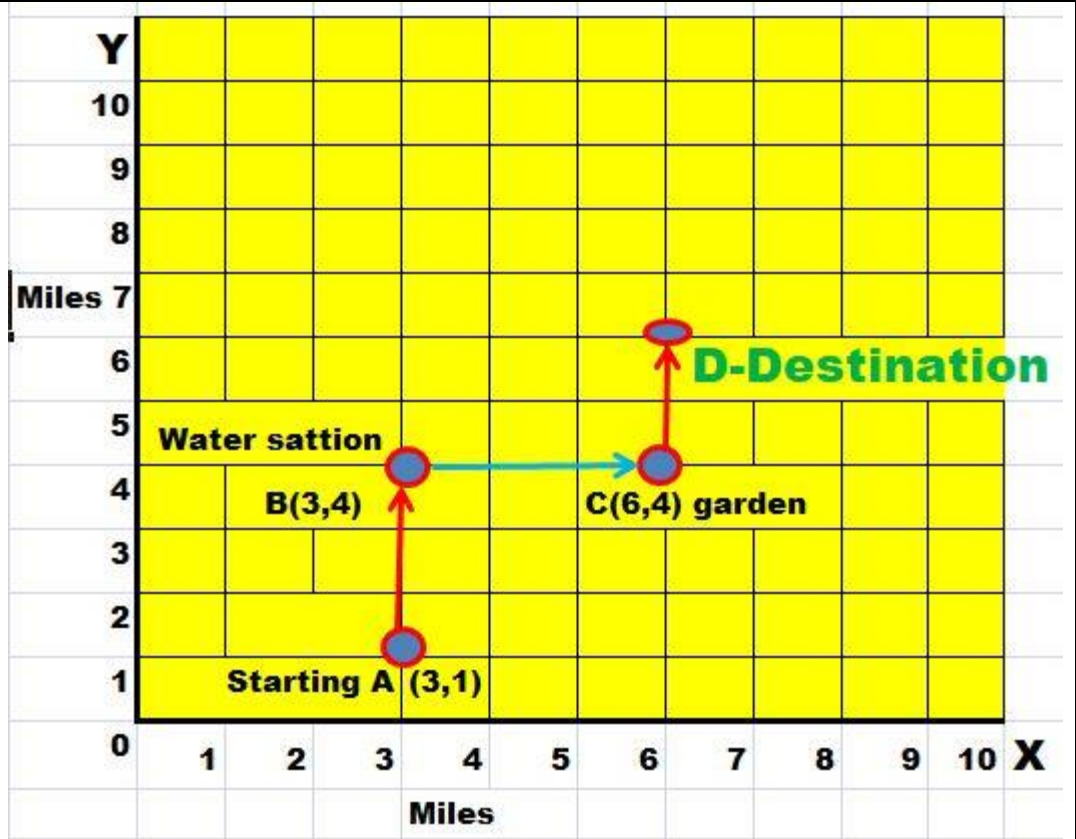 Y
10
9
8
Miles 7
6
D-Destination
5
Water sattion
4
B(3,4)
C(6,4) garden
3
2
1
Starting A (3,1)
0
1 2 3 4 5 6 7 8 9 10 X
Miles